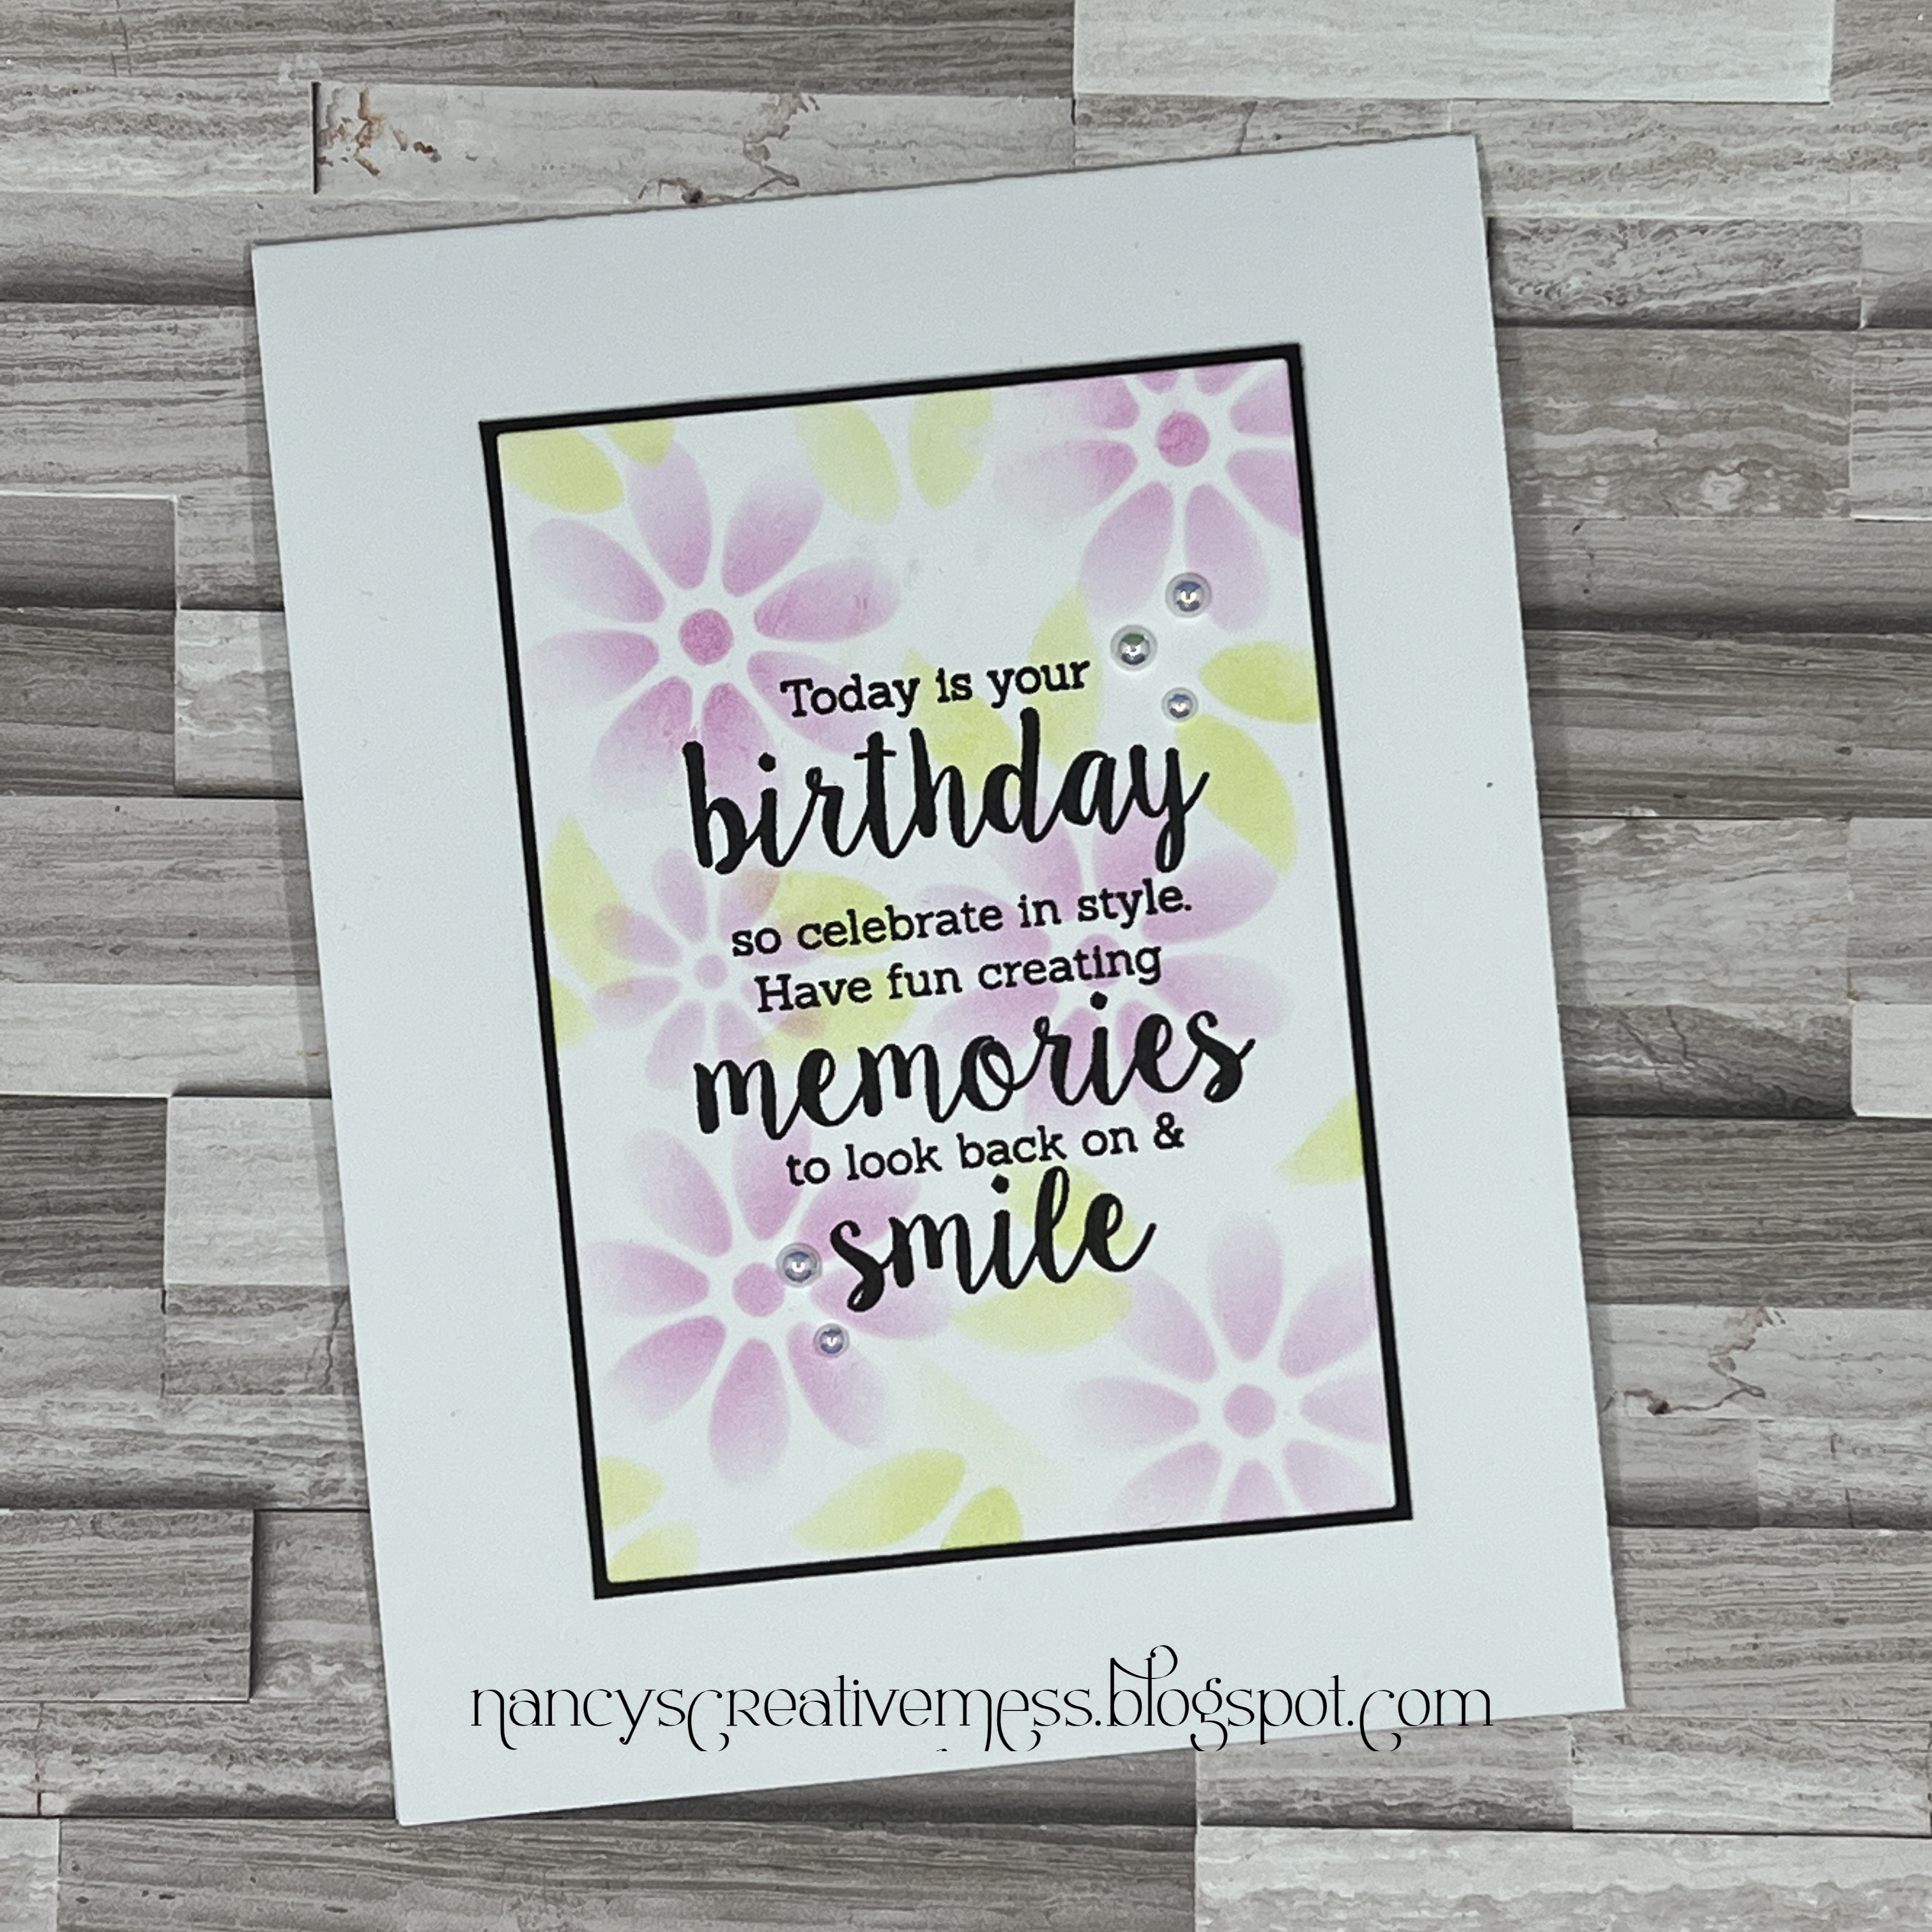 Today is your
birthday
so celebrate in style.
Have fun creating
memories
to look back on &
smile
nancyscreativemess.blogspot.com